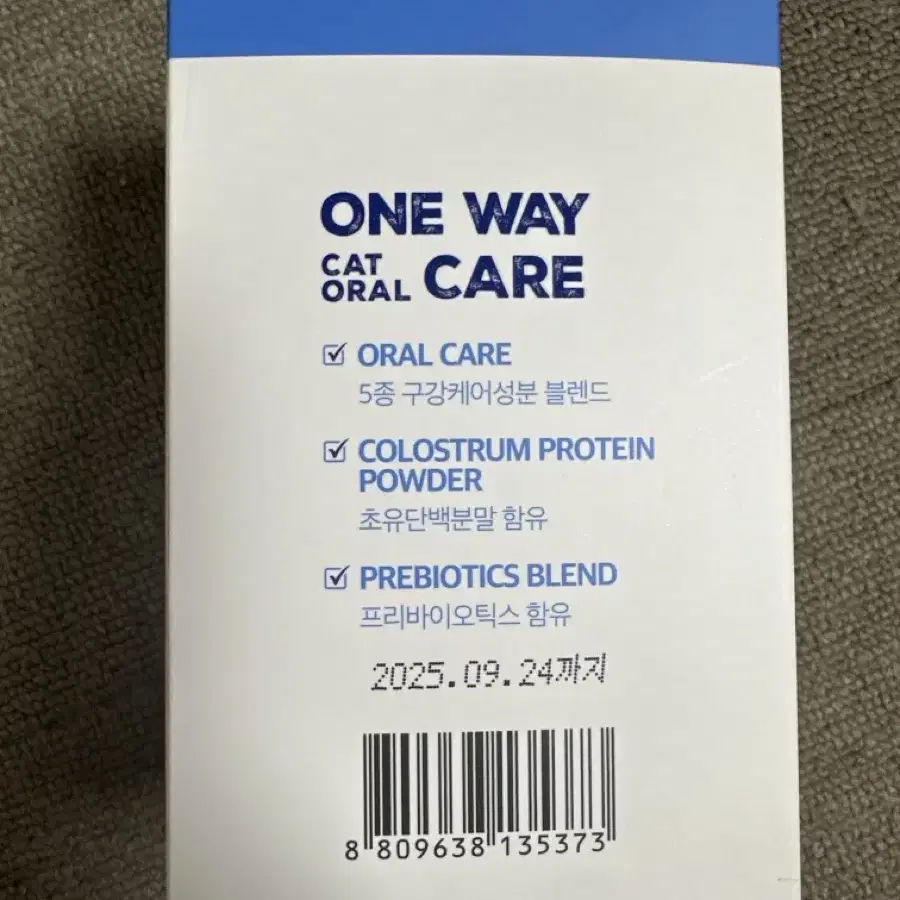 ONE WAY
CAT ORAL CARE
ORAL CARE
5종 구강케어성분 블렌드
COLOSTRUM PROTEIN
POWDER
초유단백분말 함유
PREBIOTICS BLEND
프리바이오틱스 함유
2025.09.24까지
8 809638 135373